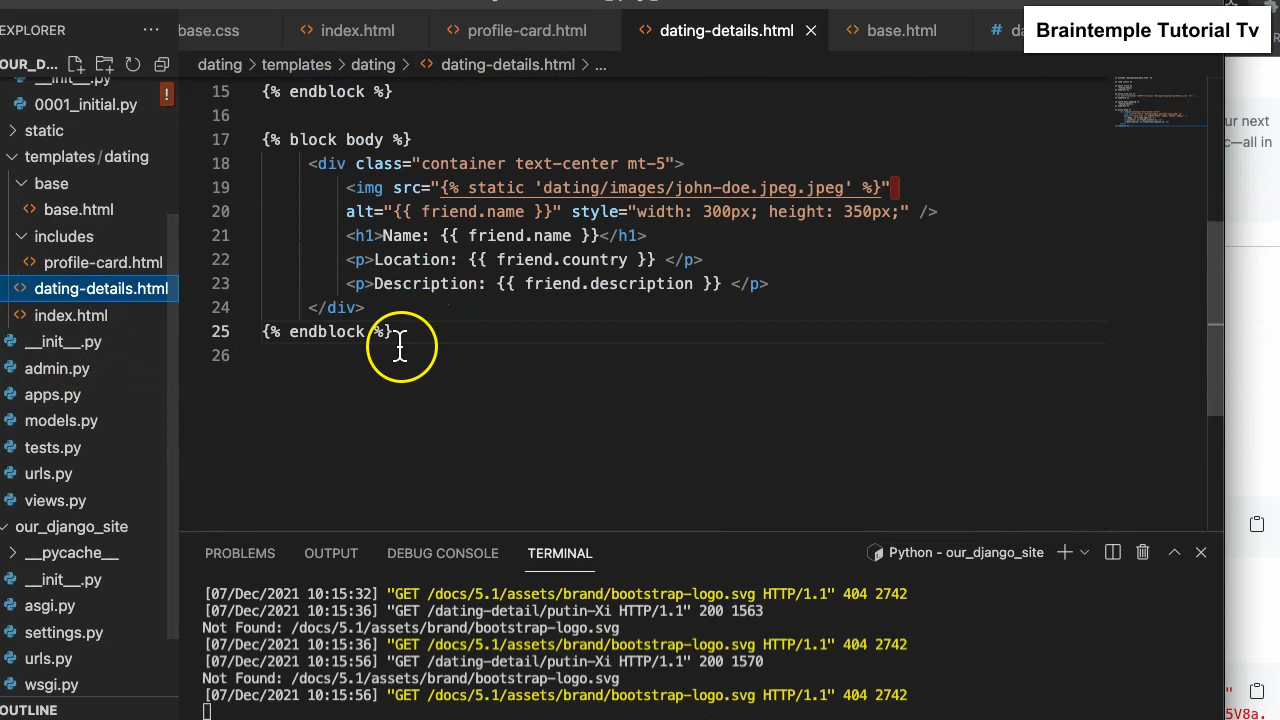 Braintemple Tutorial Tv
EXPLORER
base.css
index.html
profile-card.html
dating-details.html
base.html
OUR_D...
dating > templates > dating > dating-details.html > ...
__init__.py
0001_initial.py
static
templates/dating
base
base.html
includes
profile-card.html
dating-details.html
index.html
__init__.py
admin.py
apps.py
models.py
tests.py
urls.py
views.py
our_django_site
__pycache__
__init__.py
asgi.py
settings.py
urls.py
wsgi.py
OUTLINE
15 {% endblock %}
16
17 {% block body %}
18 <div class="container text-center mt-5">
19 <img src="{% static 'dating/images/john-doe.jpeg.jpeg' %}"
20 alt="{{ friend.name }}" style="width: 300px; height: 350px;" />
21 <h1>Name: {{ friend.name }}</h1>
22 <p>Location: {{ friend.country }} </p>
23 <p>Description: {{ friend.description }} </p>
24 </div>
25 {% endblock %}
26
PROBLEMS OUTPUT DEBUG CONSOLE TERMINAL
Python - our_django_site
[07/Dec/2021 10:15:32] "GET /docs/5.1/assets/brand/bootstrap-logo.svg HTTP/1.1" 404 2742
[07/Dec/2021 10:15:36] "GET /dating-detail/putin-Xi HTTP/1.1" 200 1563
Not Found: /docs/5.1/assets/brand/bootstrap-logo.svg
[07/Dec/2021 10:15:36] "GET /docs/5.1/assets/brand/bootstrap-logo.svg HTTP/1.1" 404 2742
[07/Dec/2021 10:15:56] "GET /dating-detail/putin-Xi HTTP/1.1" 200 1570
Not Found: /docs/5.1/assets/brand/bootstrap-logo.svg
[07/Dec/2021 10:15:56] "GET /docs/5.1/assets/brand/bootstrap-logo.svg HTTP/1.1" 404 2742
ur next
c—all in
5V8a.